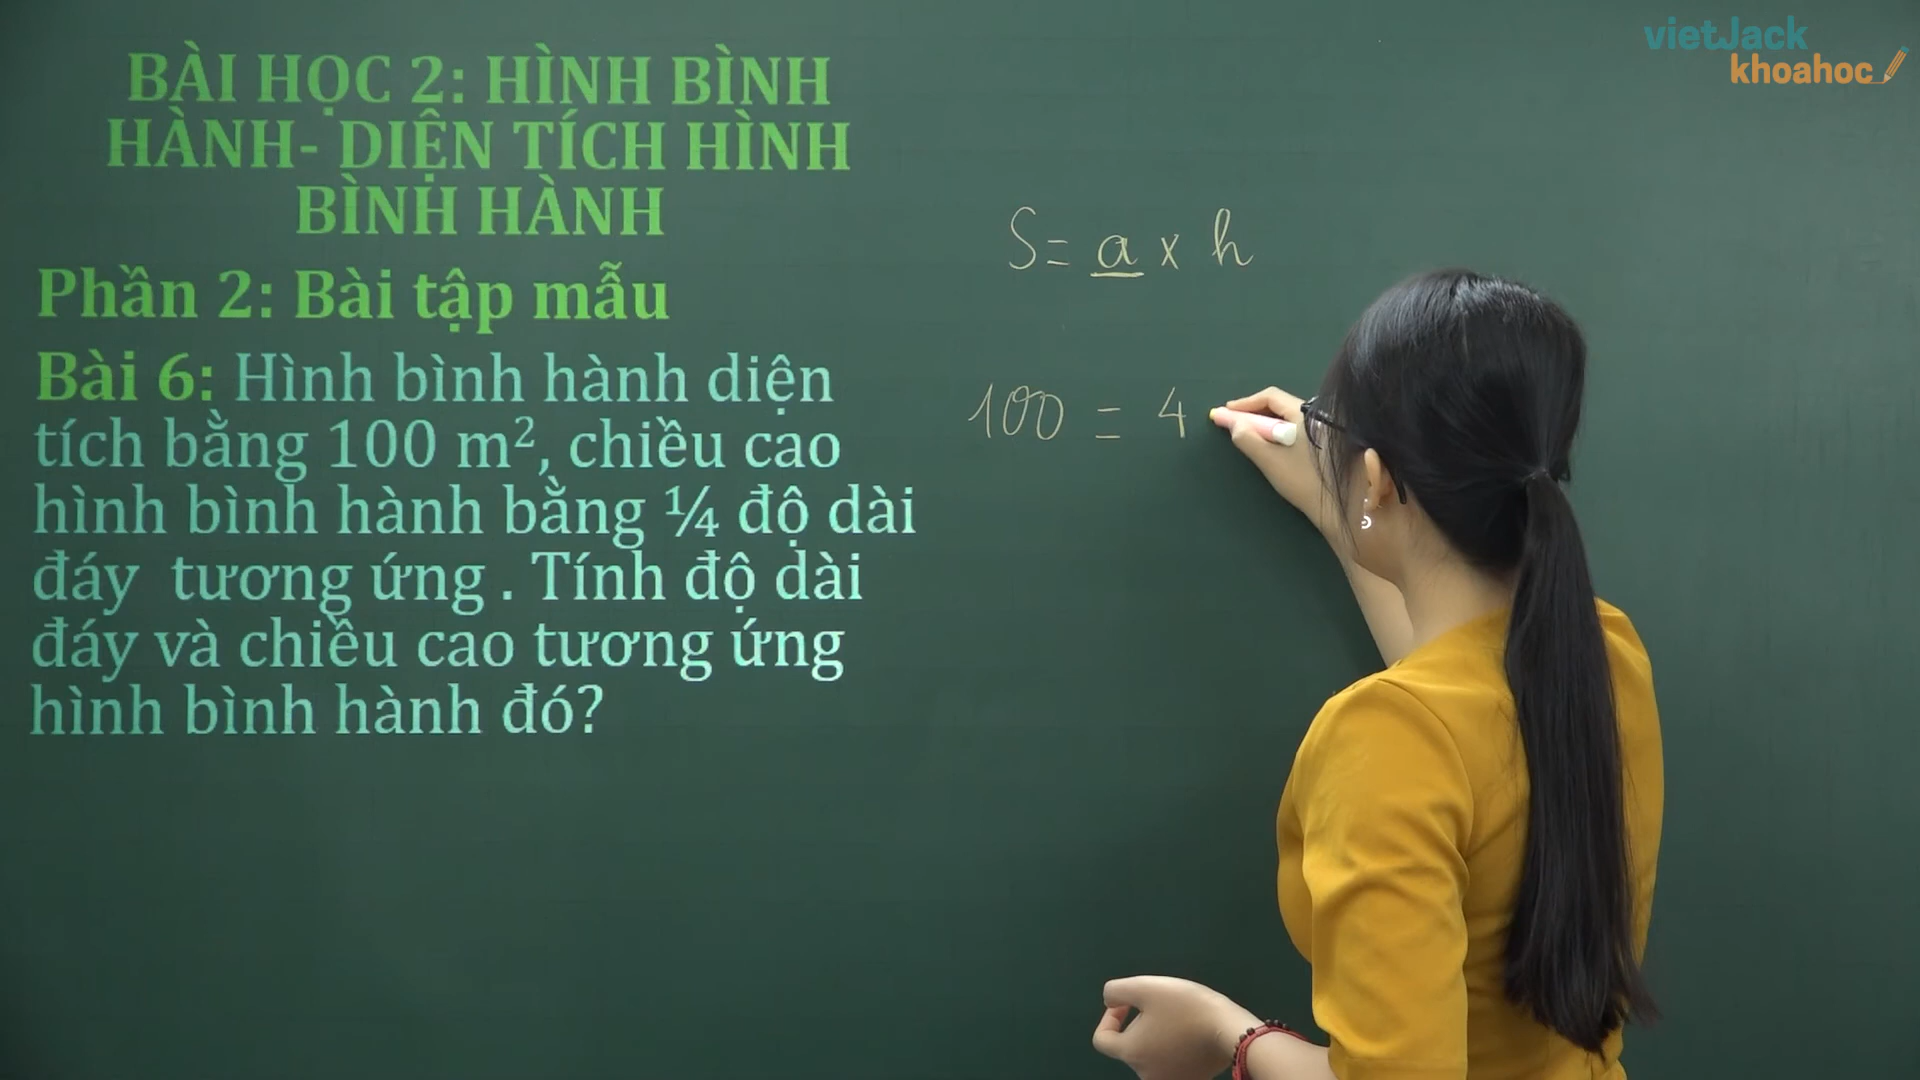 vietJack
khoahoc
BÀI HỌC 2: HÌNH BÌNH
HÀNH- DIỆN TÍCH HÌNH
BÌNH HÀNH
Phần 2: Bài tập mẫu
Bài 6: Hình bình hành diện
tích bằng 100 m², chiều cao
hình bình hành bằng ¼ độ dài
đáy tương ứng . Tính độ dài
đáy và chiều cao tương ứng
hình bình hành đó?
S = a x h
100 = 4